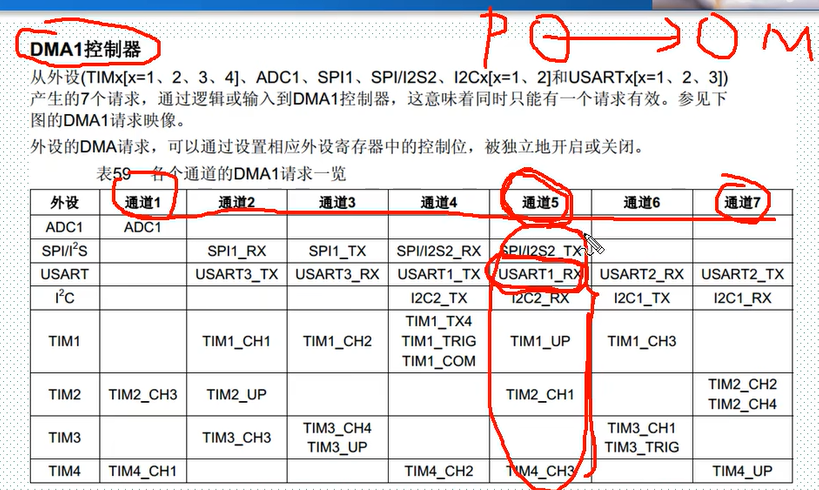 P M
DMA1控制器
从外设(TIMx[x=1、2、3、4]、ADC1、SPI1、SPI/I2S2、I2Cx[x=1、2]和USARTx[x=1、2、3])
产生的7个请求，通过逻辑或输入到DMA1控制器，这意味着同时只能有一个请求有效。参见下
图的DMA1请求映像。
外设的DMA请求，可以通过设置相应外设寄存器中的控制位，被独立地开启或关闭。
表59 各个通道的DMA1请求一览
外设 通道1 通道2 通道3 通道4 通道5 通道6 通道7
ADC1 ADC1
SPI/I²S SPI1_RX SPI1_TX SPI/I2S2_RX SPI/I2S2_TX
USART USART3_TX USART3_RX USART1_TX USART1_RX USART2_RX USART2_TX
I²C I2C2_TX I2C2_RX I2C1_TX I2C1_RX
TIM1 TIM1_CH1 TIM1_CH2 TIM1_TX4 TIM1_TRIG TIM1_COM TIM1_UP TIM1_CH3
TIM2 TIM2_CH3 TIM2_UP TIM2_CH1 TIM2_CH2 TIM2_CH4
TIM3 TIM3_CH3 TIM3_CH4 TIM3_UP TIM3_CH1 TIM3_TRIG
TIM4 TIM4_CH1 TIM4_CH2 TIM4_CH3 TIM4_UP